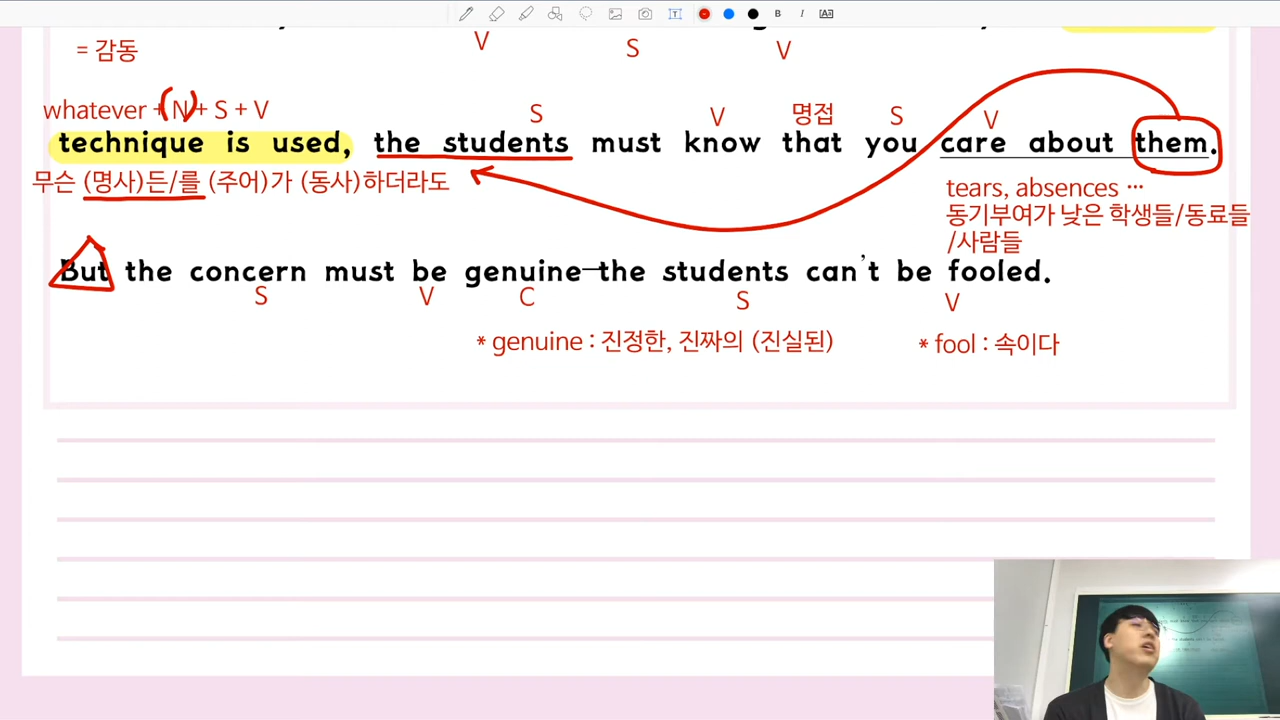 V S V
= 감동
whatever + N + S + V S V 명접 S V
technique is used, the students must know that you care about them.
무슨 (명사)든/를 (주어)가 (동사)하더라도
tears, absences ⋯
동기부여가 낮은 학생들/동료들
/사람들
But the concern must be genuine—the students can't be fooled.
S V C S V
* genuine : 진정한, 진짜의 (진실된)
* fool : 속이다